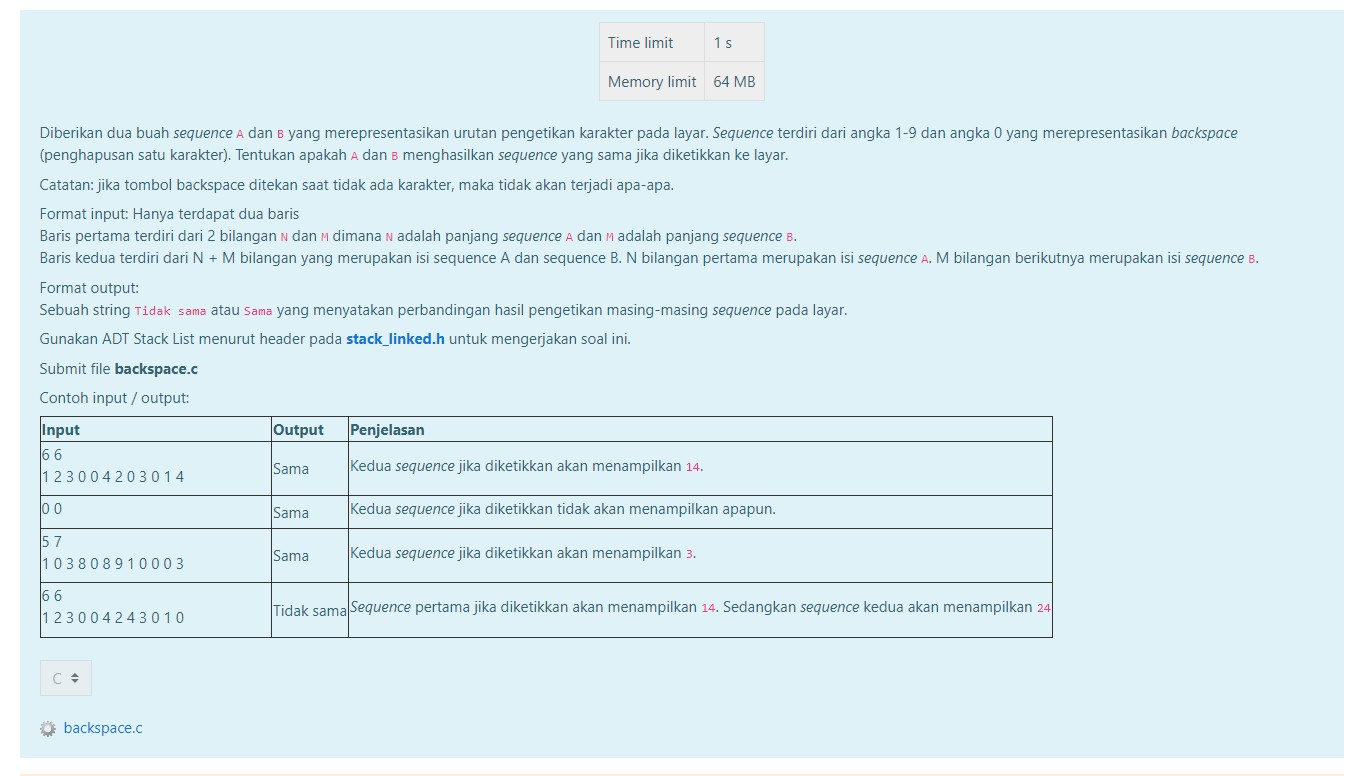 Time limit 1 s
Memory limit 64 MB
Diberikan dua buah sequence A dan B yang merepresentasikan urutan pengetikan karakter pada layar. Sequence terdiri dari angka 1-9 dan angka 0 yang merepresentasikan backspace
(penghapusan satu karakter). Tentukan apakah A dan B menghasilkan sequence yang sama jika diketikkan ke layar.
Catatan: jika tombol backspace ditekan saat tidak ada karakter, maka tidak akan terjadi apa-apa.
Format input: Hanya terdapat dua baris
Baris pertama terdiri dari 2 bilangan N dan M dimana N adalah panjang sequence A dan M adalah panjang sequence B.
Baris kedua terdiri dari N + M bilangan yang merupakan isi sequence A dan sequence B. N bilangan pertama merupakan isi sequence A. M bilangan berikutnya merupakan isi sequence B.
Format output:
Sebuah string Tidak sama atau Sama yang menyatakan perbandingan hasil pengetikan masing-masing sequence pada layar.
Gunakan ADT Stack List menurut header pada stack_linked.h untuk mengerjakan soal ini.
Submit file backspace.c
Contoh input / output:
Input Output Penjelasan
6 6
1 2 3 0 0 4 2 0 3 0 1 4
Sama
Kedua sequence jika diketikkan akan menampilkan 14.
0 0
Sama
Kedua sequence jika diketikkan tidak akan menampilkan apapun.
5 7
1 0 3 8 0 8 9 1 0 0 0 3
Sama
Kedua sequence jika diketikkan akan menampilkan 3.
6 6
1 2 3 0 0 4 2 4 3 0 1 0
Tidak sama
Sequence pertama jika diketikkan akan menampilkan 14. Sedangkan sequence kedua akan menampilkan 24
C
backspace.c